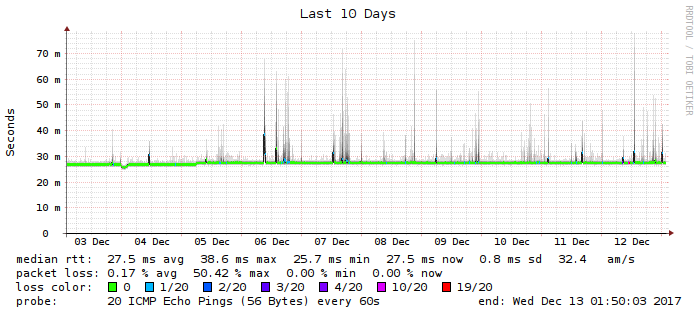 Last 10 Days
RRDTOOL / TOBI OETIKER
Seconds
70 m
60 m
50 m
40 m
30 m
20 m
10 m
0
03 Dec 04 Dec 05 Dec 06 Dec 07 Dec 08 Dec 09 Dec 10 Dec 11 Dec 12 Dec
median rtt: 27.5 ms avg 38.6 ms max 25.7 ms min 27.5 ms now 0.8 ms sd 32.4 am/s
packet loss: 0.17 % avg 50.42 % max 0.00 % min 0.00 % now
loss color: 0 1/20 2/20 3/20 4/20 10/20 19/20
probe: 20 ICMP Echo Pings (56 Bytes) every 60s end: Wed Dec 13 01:50:03 2017